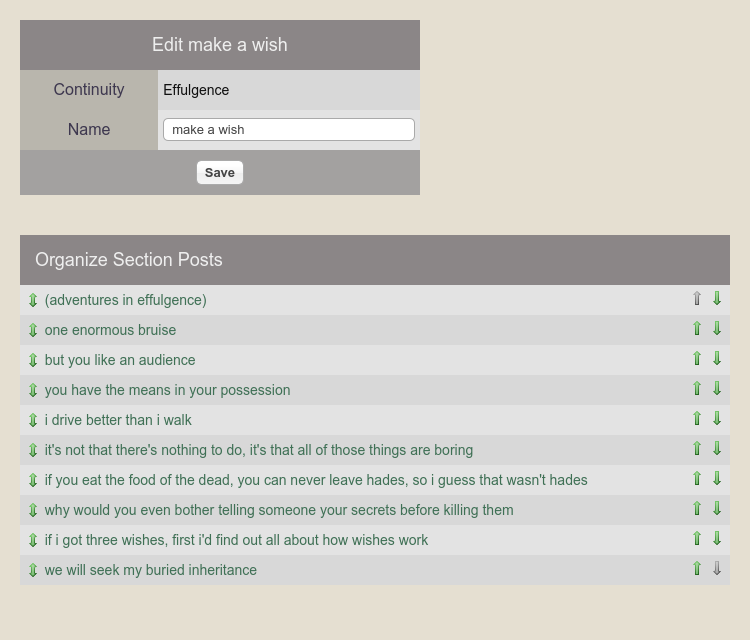 Edit make a wish
Continuity
Effulgence
Name
make a wish
Save
Organize Section Posts
(adventures in effulgence)
one enormous bruise
but you like an audience
you have the means in your possession
i drive better than i walk
it's not that there's nothing to do, it's that all of those things are boring
if you eat the food of the dead, you can never leave hades, so i guess that wasn't hades
why would you even bother telling someone your secrets before killing them
if i got three wishes, first i'd find out all about how wishes work
we will seek my buried inheritance